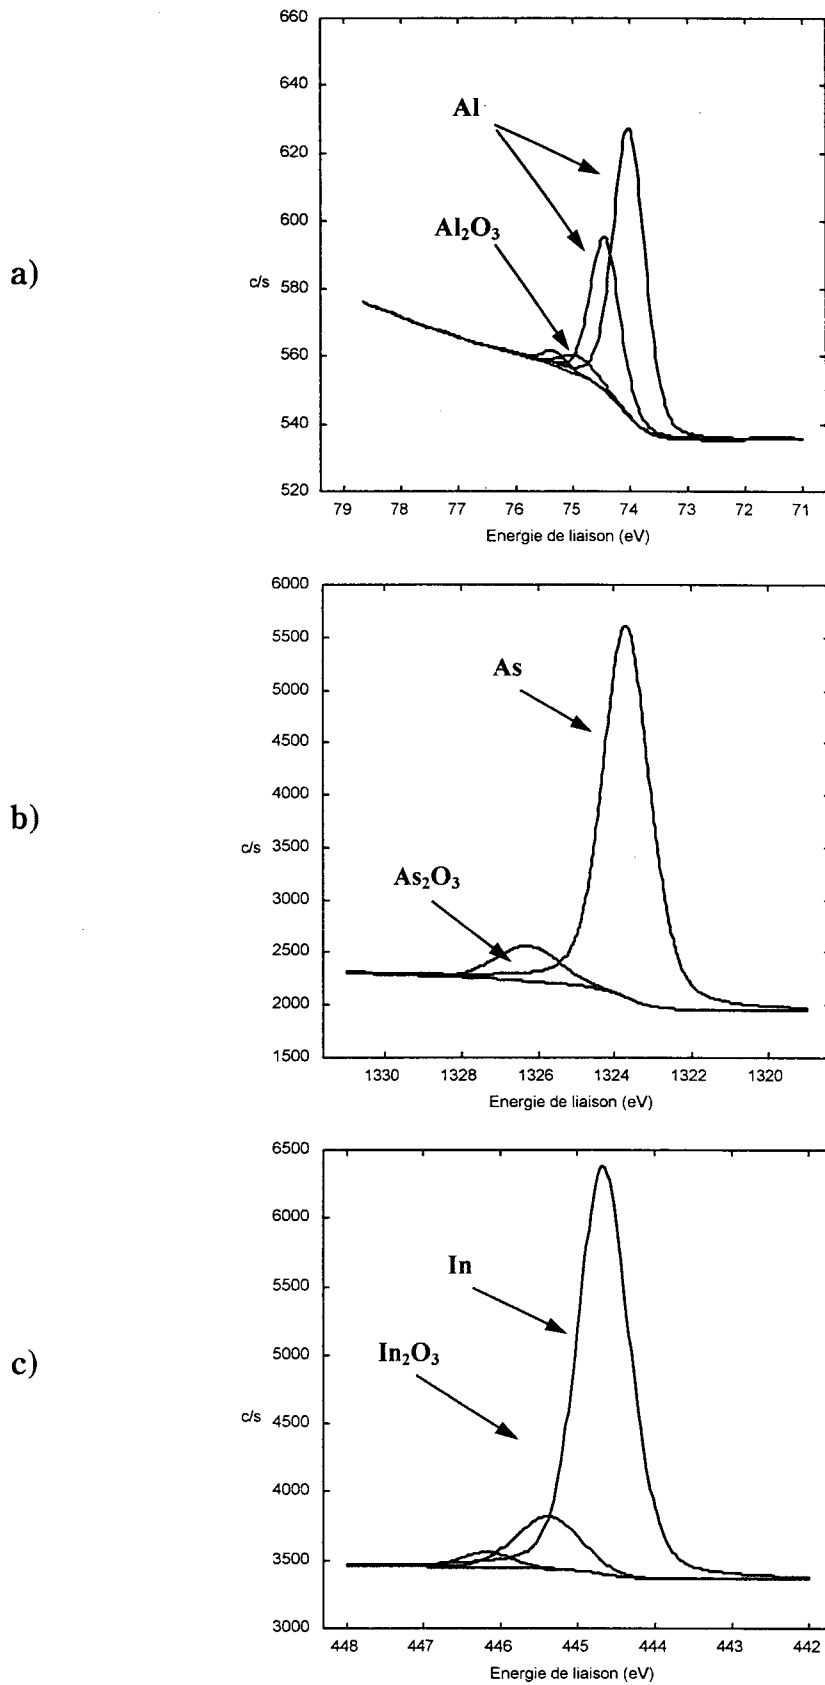 a)
660
640
620
600
580
560
540
520
c/s
Al
Al₂O₃
79 78 77 76 75 74 73 72 71
Energie de liaison (eV)
b)
6000
5500
5000
4500
4000
3500
3000
2500
2000
1500
c/s
As
As₂O₃
1330 1328 1326 1324 1322 1320
Energie de liaison (eV)
c)
6500
6000
5500
5000
4500
4000
3500
3000
c/s
In
In₂O₃
448 447 446 445 444 443 442
Energie de liaison (eV)